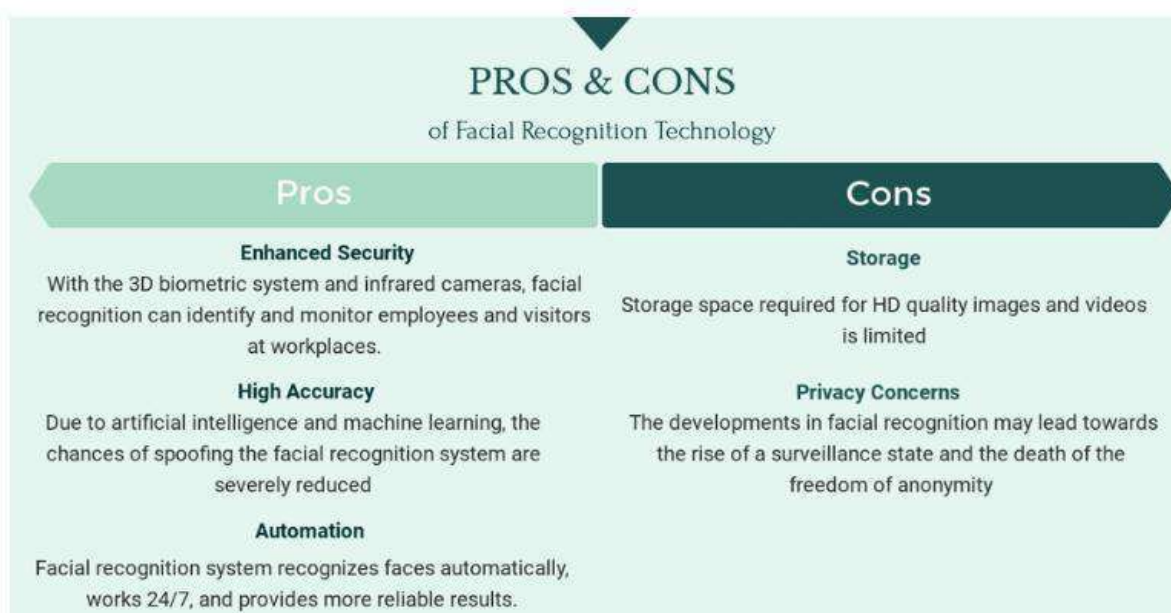 PROS & CONS
of Facial Recognition Technology
Pros
Enhanced Security
With the 3D biometric system and infrared cameras, facial
recognition can identify and monitor employees and visitors
at workplaces.
High Accuracy
Due to artificial intelligence and machine learning, the
chances of spoofing the facial recognition system are
severely reduced
Automation
Facial recognition system recognizes faces automatically,
works 24/7, and provides more reliable results.
Cons
Storage
Storage space required for HD quality images and videos
is limited
Privacy Concerns
The developments in facial recognition may lead towards
the rise of a surveillance state and the death of the
freedom of anonymity